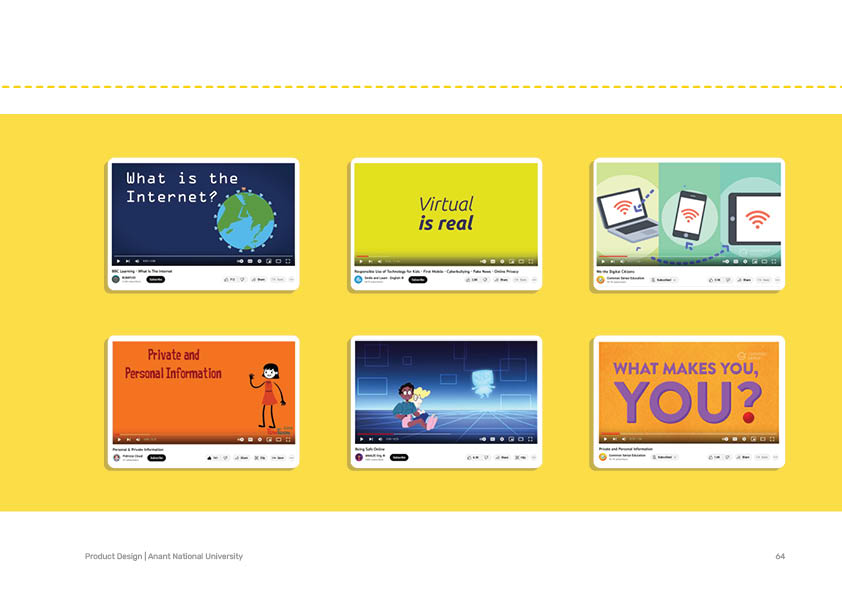 What is the
Internet?
BBC Learning - What Is The Internet
Subscribe
Share
Virtual
is real
Responsible Use of Technology for Kids - First Mobile - Cyberbullying - Fake News - Online Privacy
Smile and Learn - English
Subscribe
Share
We the Digital Citizens
Common Sense Education
Subscribed
Share
Private and
Personal Information
Personal & Private Information
Subscribe
Share
Clip
Being Safe Online
Subscribe
Share
Clip
WHAT MAKES YOU,
YOU?
Private and Personal Information
Common Sense Education
Subscribed
Share
Product Design | Anant National University
64